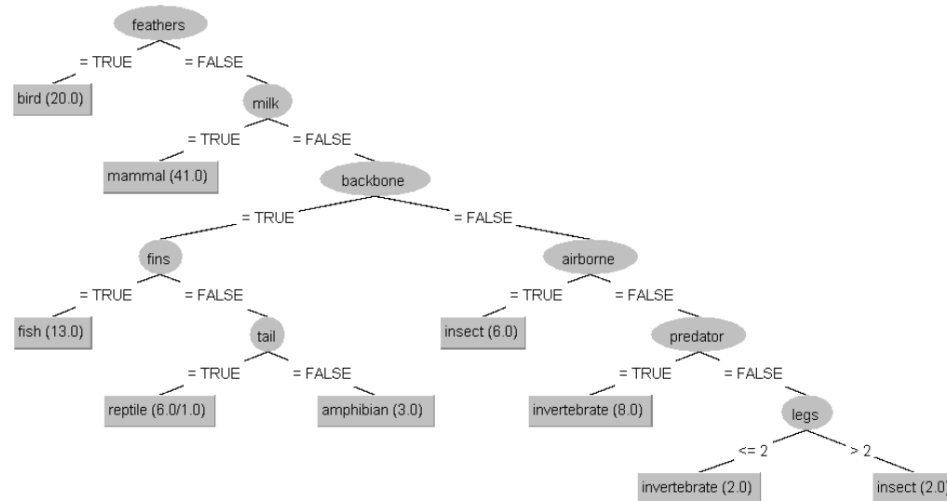 feathers
= TRUE
= FALSE
bird (20.0)
milk
= TRUE
= FALSE
mammal (41.0)
backbone
= TRUE
= FALSE
fins
airborne
= TRUE
= FALSE
= TRUE
= FALSE
fish (13.0)
tail
insect (6.0)
predator
= TRUE
= FALSE
= TRUE
= FALSE
reptile (6.0/1.0)
amphibian (3.0)
invertebrate (8.0)
legs
<= 2
> 2
invertebrate (2.0)
insect (2.0)